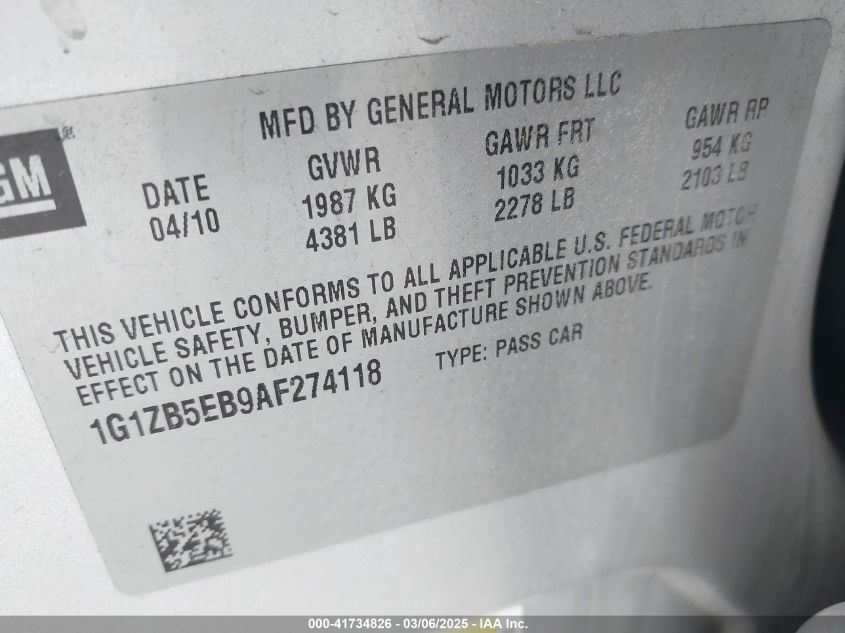 MFD BY GENERAL MOTORS LLC
GM
DATE GVWR GAWR FRT GAWR RP
04/10 1987 KG 1033 KG 954 KG
4381 LB 2278 LB 2103 LB
THIS VEHICLE CONFORMS TO ALL APPLICABLE U.S. FEDERAL MOTOR
VEHICLE SAFETY, BUMPER, AND THEFT PREVENTION STANDARDS IN
EFFECT ON THE DATE OF MANUFACTURE SHOWN ABOVE.
1G1ZB5EB9AF274118 TYPE: PASS CAR
000-41734826 - 03/06/2025 - IAA Inc.